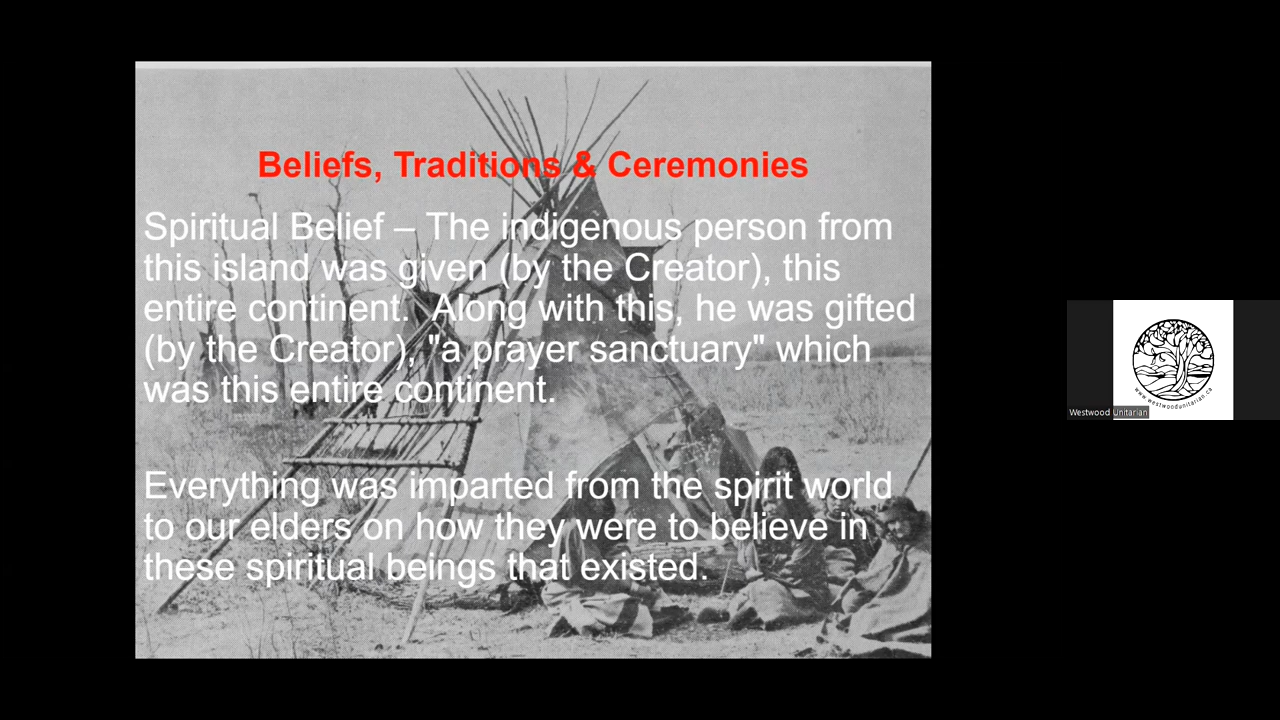 Beliefs, Traditions & Ceremonies
Spiritual Belief – The indigenous person from
this island was given (by the Creator), this
entire continent.  Along with this, he was gifted
(by the Creator), "a prayer sanctuary" which
was this entire continent.
Everything was imparted from the spirit world
to our elders on how they were to believe in
these spiritual beings that existed.
www.westwoodunitarian.ca
Westwood Unitarian